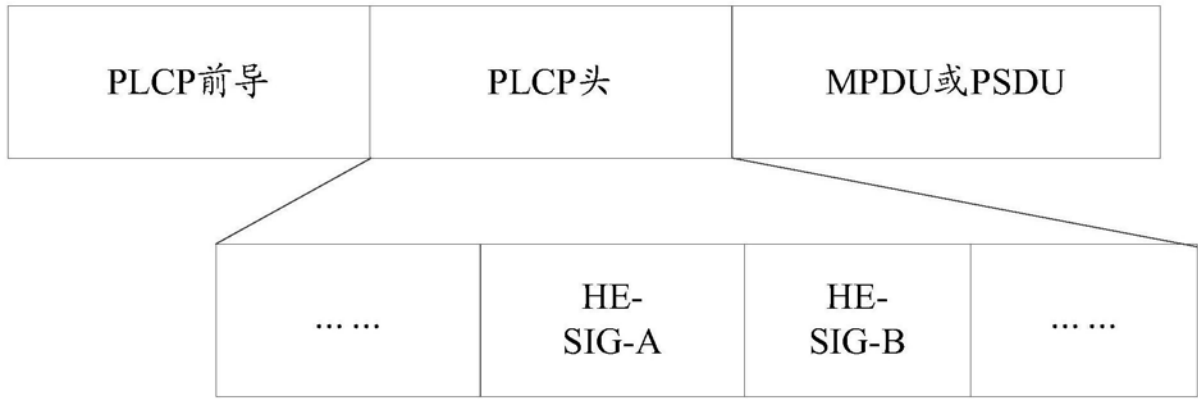 PLCP前导
PLCP头
MPDU或PSDU
... ...
HE-
SIG-A
HE-
SIG-B
... ...